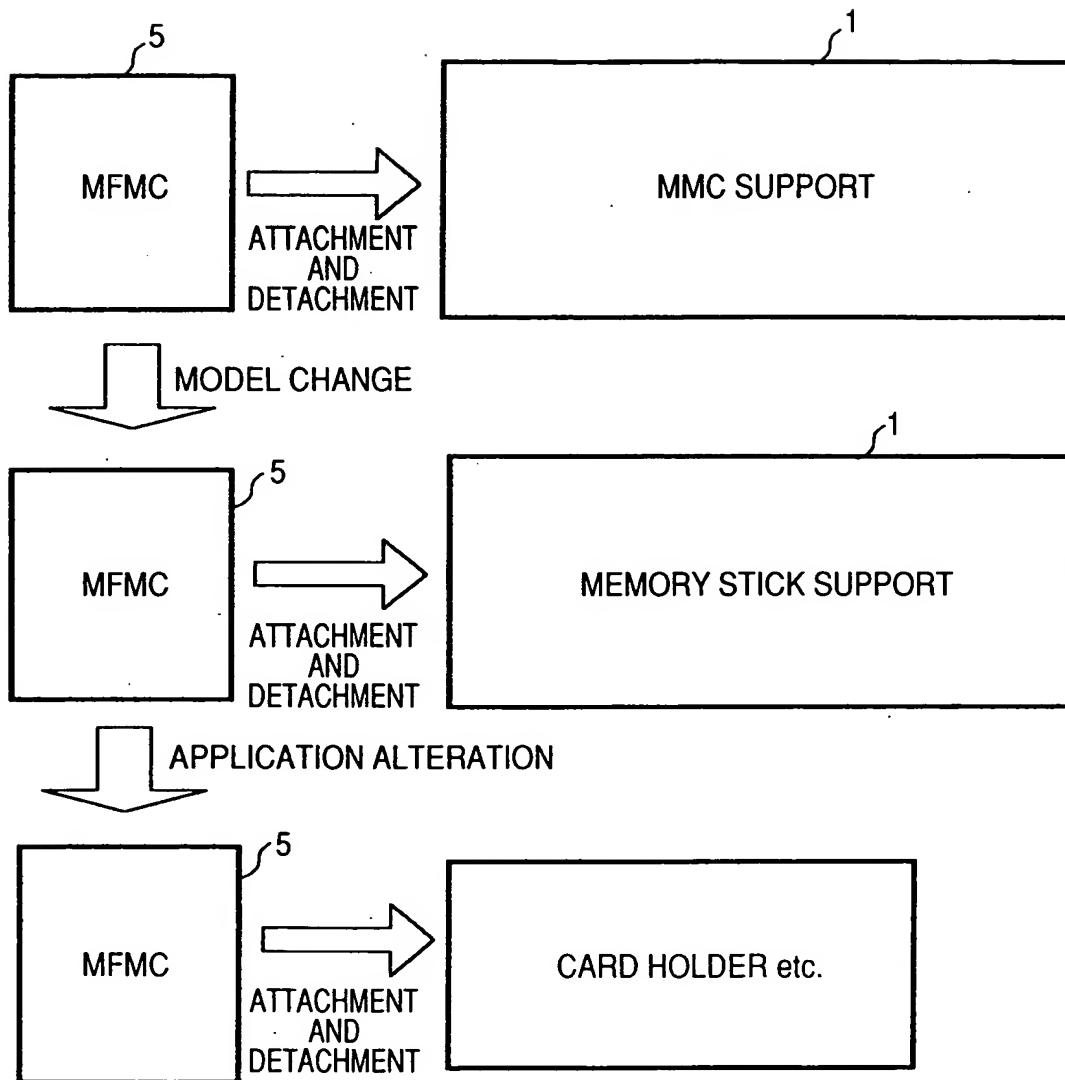 5
1
MFMC
MMC SUPPORT
ATTACHMENT
AND
DETACHMENT
MODEL CHANGE
5
1
MFMC
MEMORY STICK SUPPORT
ATTACHMENT
AND
DETACHMENT
APPLICATION ALTERATION
5
MFMC
CARD HOLDER etc.
ATTACHMENT
AND
DETACHMENT